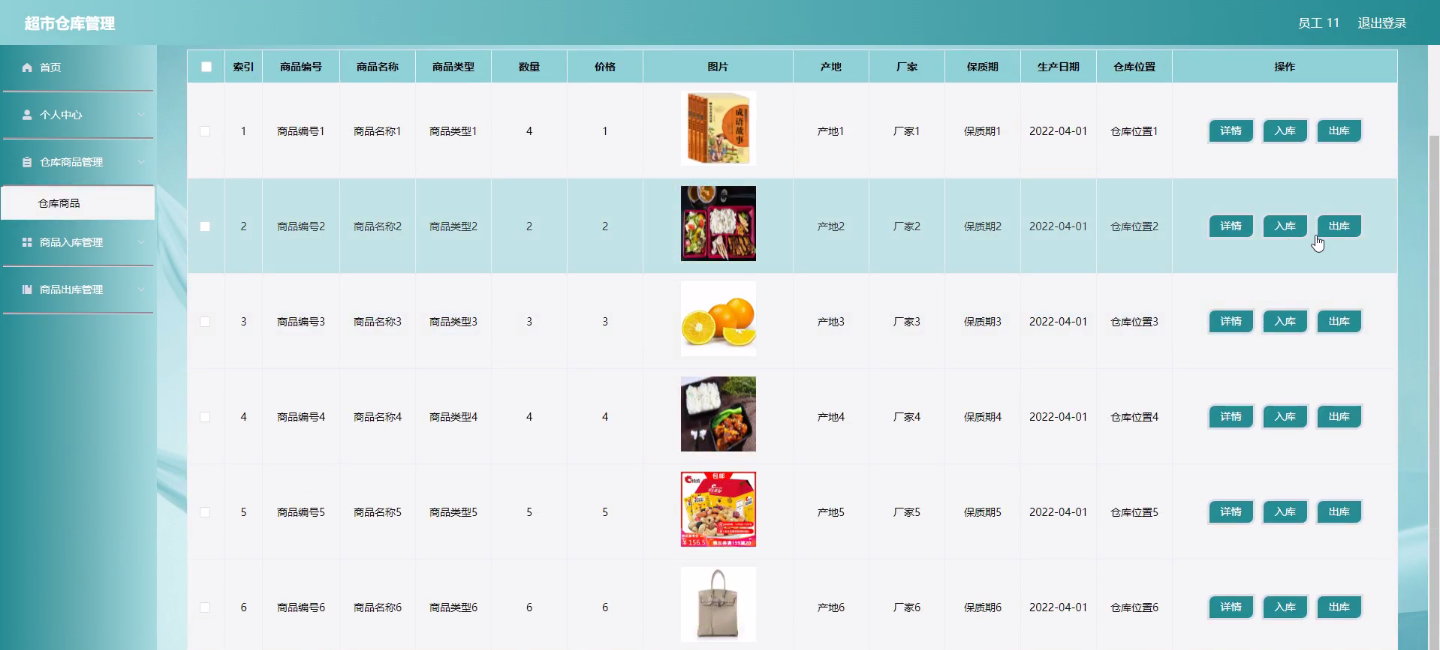 超市仓库管理
员工 11 退出登录
首页
个人中心
仓库商品管理
仓库商品
商品入库管理
商品出库管理
索引 商品编号 商品名称 商品类型 数量 价格 图片 产地 厂家 保质期 生产日期 仓库位置 操作
1 商品编号1 商品名称1 商品类型1 4 1 产地1 厂家1 保质期1 2022-04-01 仓库位置1 详情 入库 出库
成语故事
2 商品编号2 商品名称2 商品类型2 2 2 产地2 厂家2 保质期2 2022-04-01 仓库位置2 详情 入库 出库
3 商品编号3 商品名称3 商品类型3 3 3 产地3 厂家3 保质期3 2022-04-01 仓库位置3 详情 入库 出库
4 商品编号4 商品名称4 商品类型4 4 4 产地4 厂家4 保质期4 2022-04-01 仓库位置4 详情 入库 出库
5 商品编号5 商品名称5 商品类型5 5 5 产地5 厂家5 保质期5 2022-04-01 仓库位置5 详情 入库 出库
156.5
6 商品编号6 商品名称6 商品类型6 6 6 产地6 厂家6 保质期6 2022-04-01 仓库位置6 详情 入库 出库